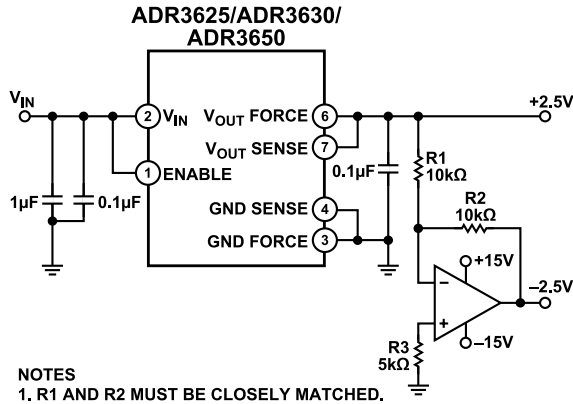 ADR3625/ADR3630/
ADR3650
VIN
2
VIN
VOUT FORCE
6
+2.5V
VOUT SENSE
7
1
ENABLE
1µF
0.1µF
0.1µF
R1
10kΩ
R2
10kΩ
GND SENSE
4
GND FORCE
3
+15V
–2.5V
−
+
–15V
R3
5kΩ
NOTES
1. R1 AND R2 MUST BE CLOSELY MATCHED.